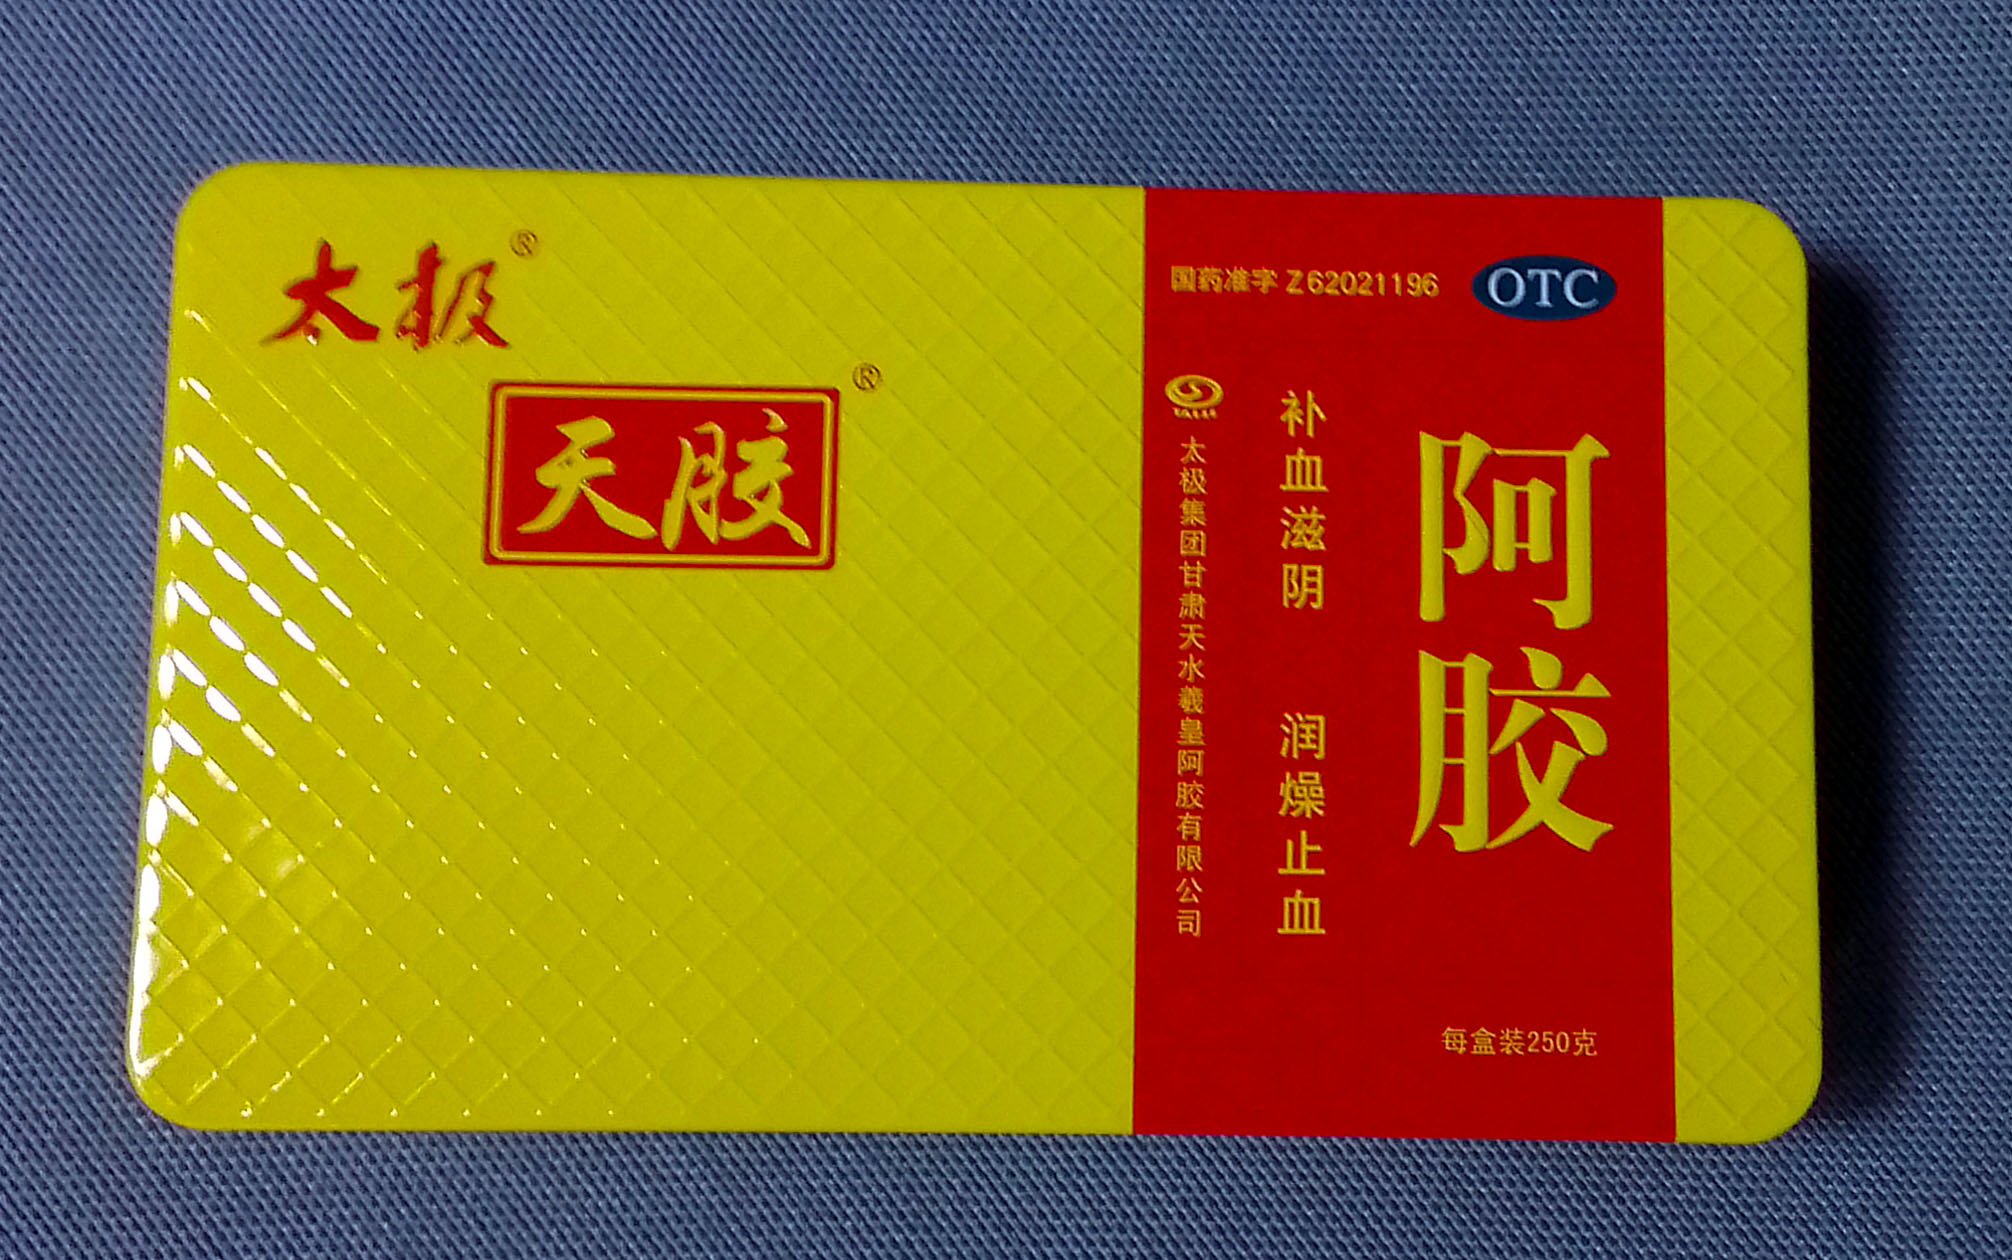 太极®
天胶®
国药准字 Z62021196
OTC
阿胶
补血滋阴 润燥止血
太极集团甘肃天水羲皇阿胶有限公司
每盒装250克